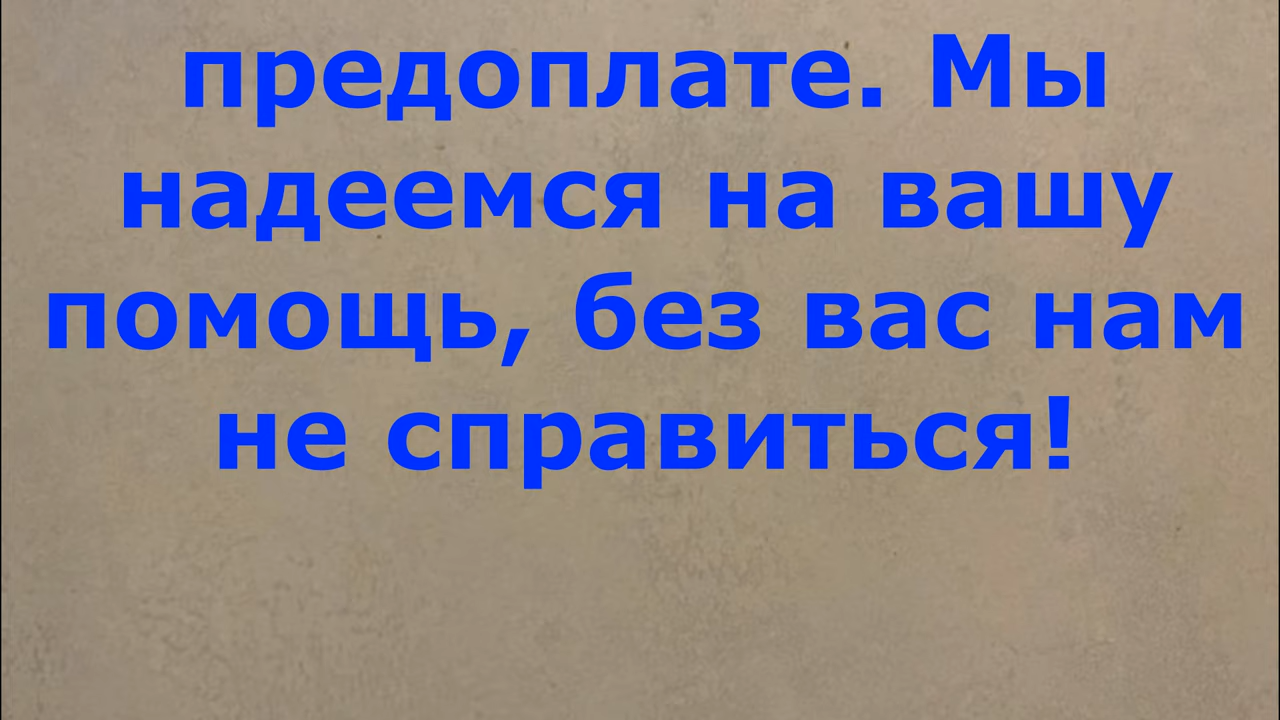 предоплате. Мы
надеемся на вашу
помощь, без вас нам
не справиться!